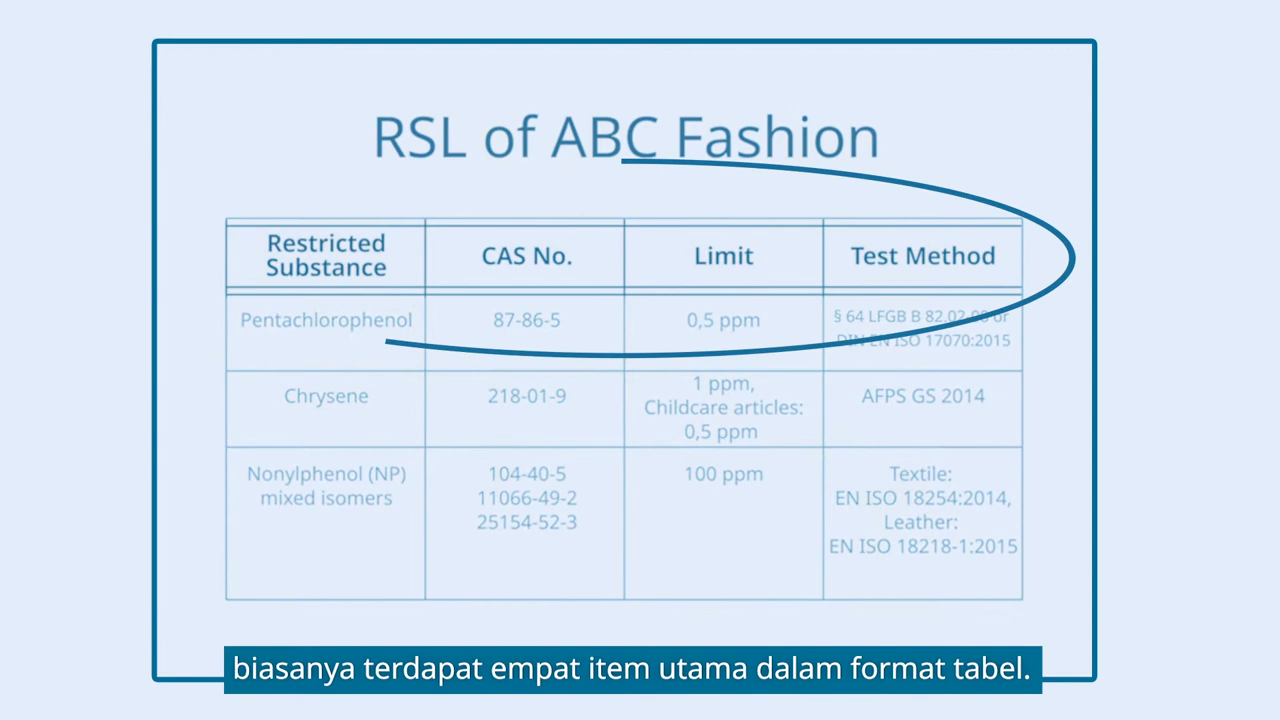 RSL of ABC Fashion
Restricted Substance
CAS No.
Limit
Test Method
Pentachlorophenol
87-86-5
0,5 ppm
§ 64 LFGB B 82.02.08 or
DIN EN ISO 17070:2015
Chrysene
218-01-9
1 ppm,
Childcare articles:
0,5 ppm
AFPS GS 2014
Nonylphenol (NP)
mixed isomers
104-40-5
11066-49-2
25154-52-3
100 ppm
Textile:
EN ISO 18254:2014,
Leather:
EN ISO 18218-1:2015
biasanya terdapat empat item utama dalam format tabel.